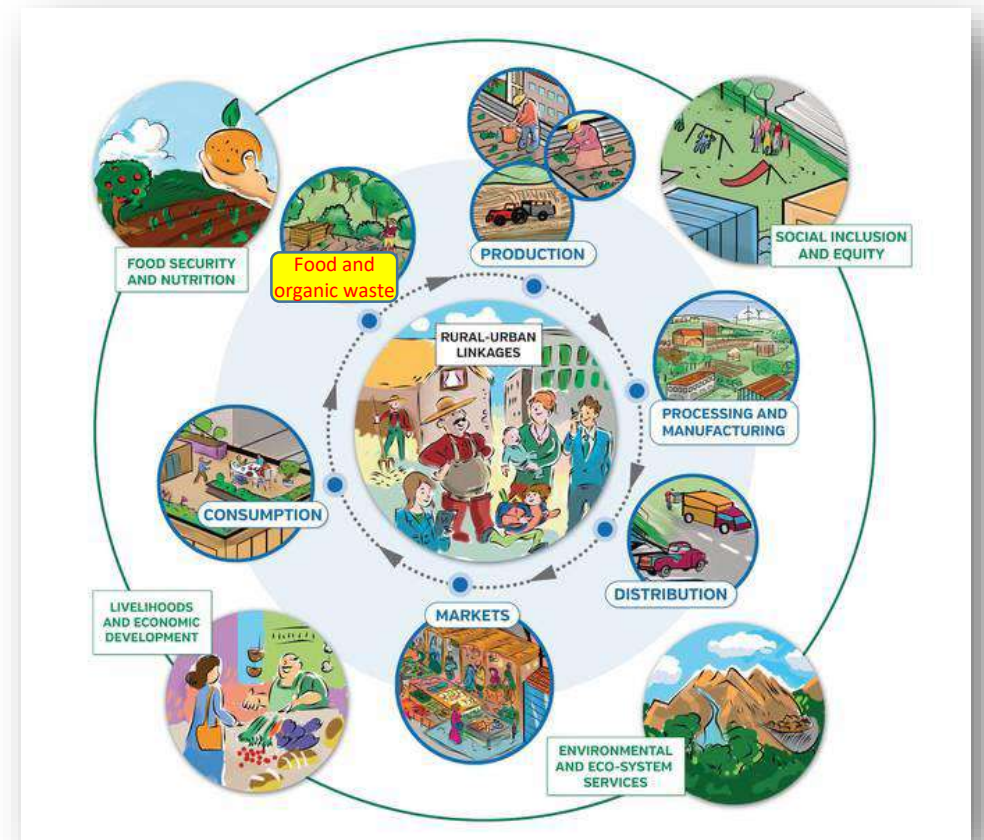 PRODUCTION
SOCIAL INCLUSION
AND EQUITY
FOOD SECURITY
AND NUTRITION
Food and
organic waste
RURAL-URBAN
LINKAGES
PROCESSING AND
MANUFACTURING
CONSUMPTION
DISTRIBUTION
LIVELIHOODS
AND ECONOMIC
DEVELOPMENT
MARKETS
ENVIRONMENTAL
AND ECO-SYSTEM
SERVICES